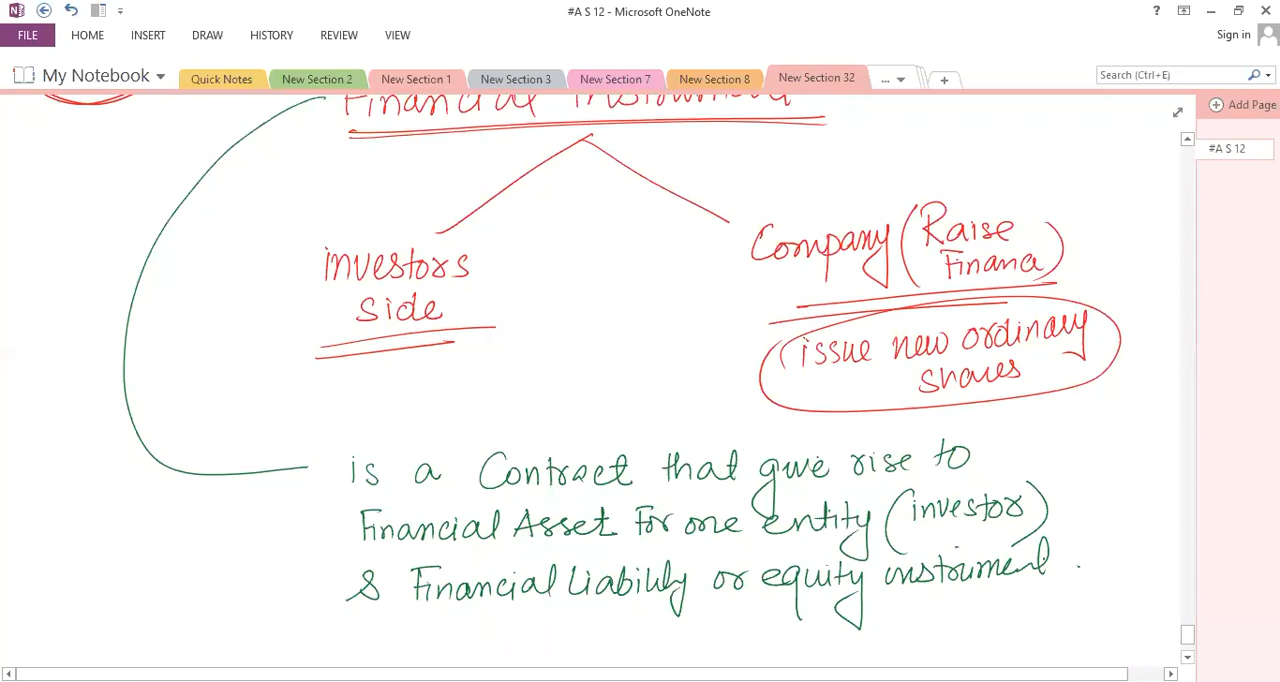 #A S 12 - Microsoft OneNote
?
FILE HOME INSERT DRAW HISTORY REVIEW VIEW
Sign in
My Notebook
Quick Notes New Section 2 New Section 1 New Section 3 New Section 7 New Section 8 New Section 32 ...
Search (Ctrl+E)
Add Page
#A S 12
Financial Instrument
investors
side
Company (Raise
Finance)
issue new ordinary
shares
is a Contract that give rise to
Financial Asset For one entity (investor)
& Financial Liability or equity instrument.